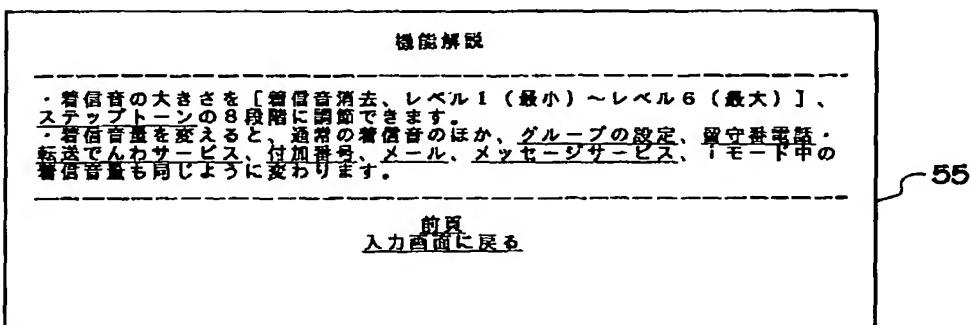 機能解説
・着信音の大きさを［着信音消去、レベル１（最小）～レベル６（最大）］、
ステップトーンの８段階に調節できます。
・着信音量を変えると、通常の着信音のほか、グループの設定、留守番電話・
転送でんわサービス、付加番号、メール、メッセージサービス、ｉモード中の
着信音量も同じように変わります。
前頁
入力画面に戻る
55